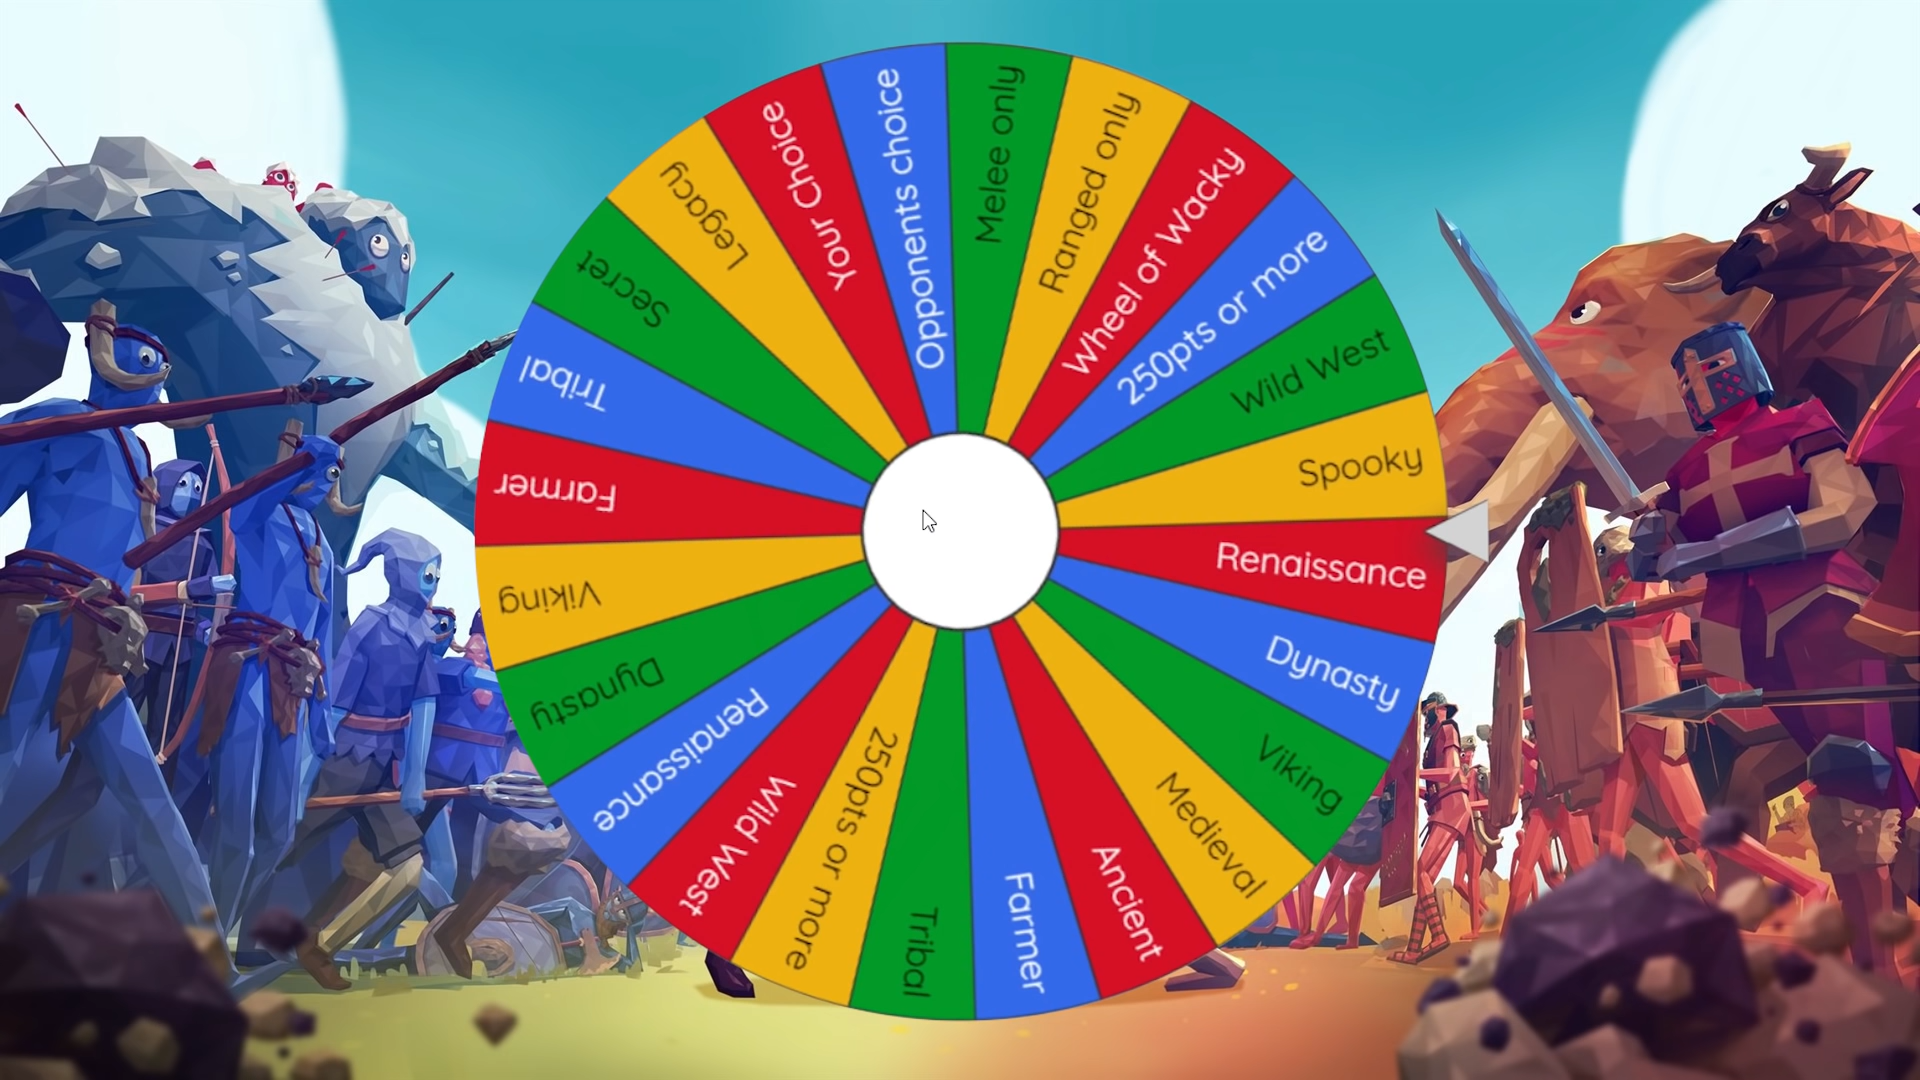 Melee only
Ranged only
Wheel of Wacky
250pts or more
Wild West
Spooky
Renaissance
Dynasty
Viking
Medieval
Ancient
Farmer
Tribal
250pts or more
Wild West
Renaissance
Dynasty
Viking
Farmer
Tribal
Secret
Legacy
Your Choice
Opponents choice